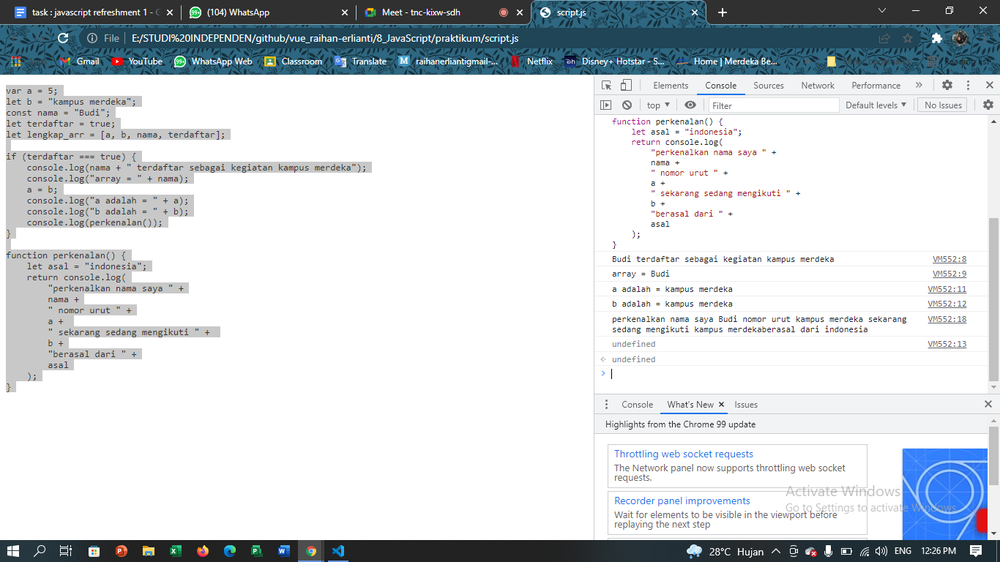 task : javascript refreshment 1 - G
(104) WhatsApp
Meet - tnc-kixw-sdh
script.js
File | E:/STUDI%20INDEPENDEN/github/vue_raihan-erlianti/8_JavaScript/praktikum/script.js
Gmail YouTube WhatsApp Web Classroom Translate raihanerliantigmail-... Netflix Disney+ Hotstar - S... Home | Merdeka Be...
var a = 5;
let b = "kampus merdeka";
const nama = "Budi";
let terdaftar = true;
let lengkap_arr = [a, b, nama, terdaftar];
if (terdaftar === true) {
    console.log(nama + " terdaftar sebagai kegiatan kampus merdeka");
    console.log("array = " + nama);
    a = b;
    console.log("a adalah = " + a);
    console.log("b adalah = " + b);
    console.log(perkenalan());
}
function perkenalan() {
    let asal = "indonesia";
    return console.log(
        "perkenalkan nama saya " +
        nama +
        " nomor urut " +
        a +
        " sekarang sedang mengikuti " +
        b +
        "berasal dari " +
        asal
    );
}
Elements Console Sources Network Performance »
top Filter Default levels No Issues
function perkenalan() {
    let asal = "indonesia";
    return console.log(
        "perkenalkan nama saya " +
        nama +
        " nomor urut " +
        a +
        " sekarang sedang mengikuti " +
        b +
        "berasal dari " +
        asal
    );
}
Budi terdaftar sebagai kegiatan kampus merdeka VM552:8
array = Budi VM552:9
a adalah = kampus merdeka VM552:11
b adalah = kampus merdeka VM552:12
perkenalkan nama saya Budi nomor urut kampus merdeka sekarang VM552:18
sedang mengikuti kampus merdekaberasal dari indonesia
undefined VM552:13
undefined
Console What's New Issues
Highlights from the Chrome 99 update
Throttling web socket requests
The Network panel now supports throttling web socket
requests.
Recorder panel improvements
Wait for elements to be visible in the viewport before
replaying the next step
Activate Windows
Go to Settings to activate Windows.
28°C Hujan ENG 12:26 PM